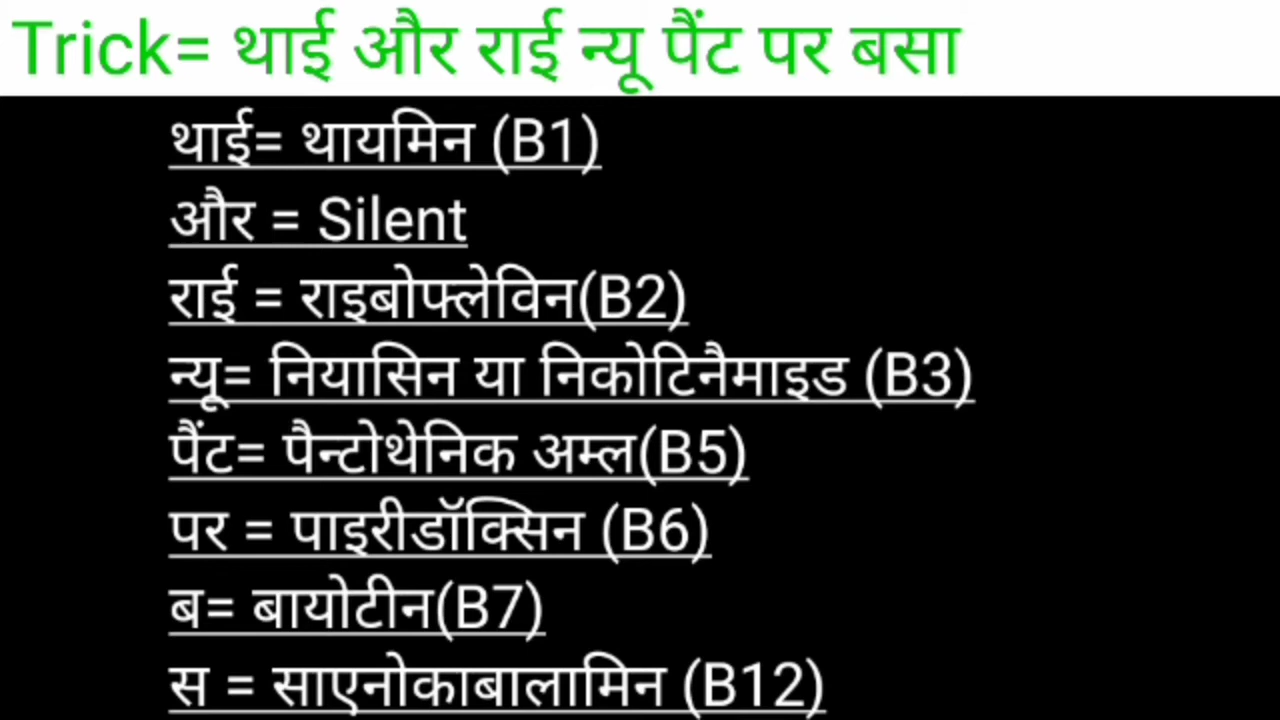 Trick= थाई और राई न्यू पैंट पर बसा
थाई= थायमिन (B1)
और = Silent
राई = राइबोफ्लेविन(B2)
न्यू= नियासिन या निकोटिनैमाइड (B3)
पैंट= पैन्टोथेनिक अम्ल(B5)
पर = पाइरीडॉक्सिन (B6)
ब= बायोटीन(B7)
स = साएनोकाबालामिन (B12)